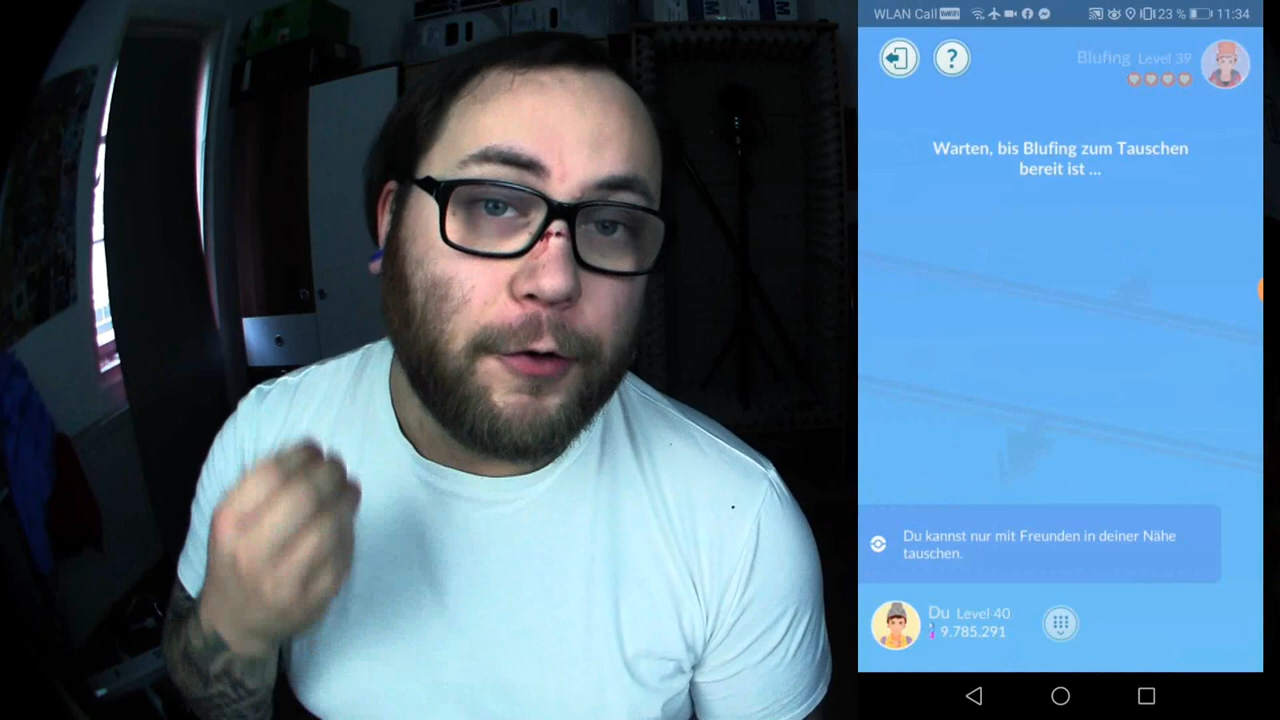 WLAN Call 23 % 11:34
Blufing Level 39
Warten, bis Blufing zum Tauschen
bereit ist ...
Du kannst nur mit Freunden in deiner Nähe
tauschen.
Du Level 40
9.785.291